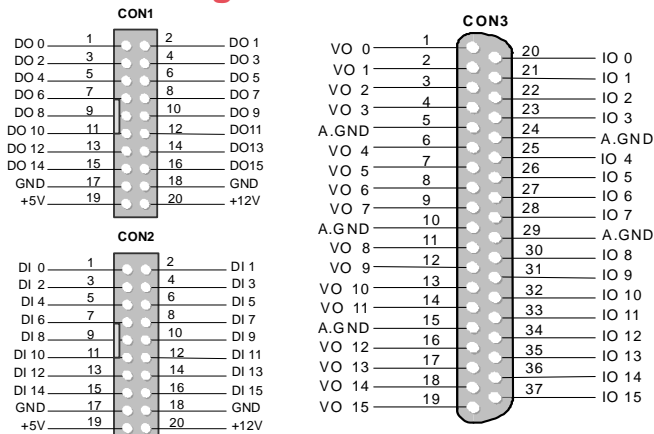 CON1
DO 0 1 2 DO 1
DO 2 3 4 DO 3
DO 4 5 6 DO 5
DO 6 7 8 DO 7
DO 8 9 10 DO 9
DO 10 11 12 DO11
DO 12 13 14 DO13
DO 14 15 16 DO15
GND 17 18 GND
+5V 19 20 +12V
CON2
DI 0 1 2 DI 1
DI 2 3 4 DI 3
DI 4 5 6 DI 5
DI 6 7 8 DI 7
DI 8 9 10 DI 9
DI 10 11 12 DI 11
DI 12 13 14 DI 13
DI 14 15 16 DI 15
GND 17 18 GND
+5V 19 20 +12V
CON3
VO 0 1 20 IO 0
VO 1 2 21 IO 1
VO 2 3 22 IO 2
VO 3 4 23 IO 3
A.GND 5 24 A.GND
VO 4 6 25 IO 4
VO 5 7 26 IO 5
VO 6 8 27 IO 6
VO 7 9 28 IO 7
A.GND 10 29 A.GND
VO 8 11 30 IO 8
VO 9 12 31 IO 9
VO 10 13 32 IO 10
VO 11 14 33 IO 11
A.GND 15 34 IO 12
VO 12 16 35 IO 13
VO 13 17 36 IO 14
VO 14 18 37 IO 15
VO 15 19